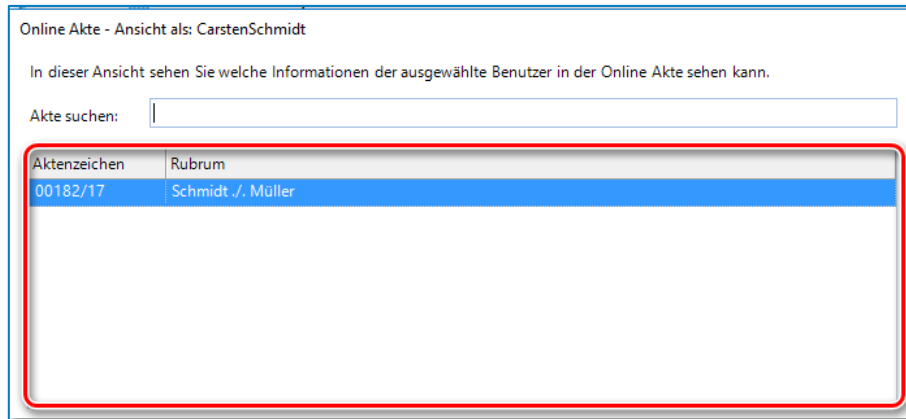 Online Akte - Ansicht als: CarstenSchmidt
In dieser Ansicht sehen Sie welche Informationen der ausgewählte Benutzer in der Online Akte sehen kann.
Akte suchen:
Aktenzeichen Rubrum
00182/17 Schmidt ./. Müller